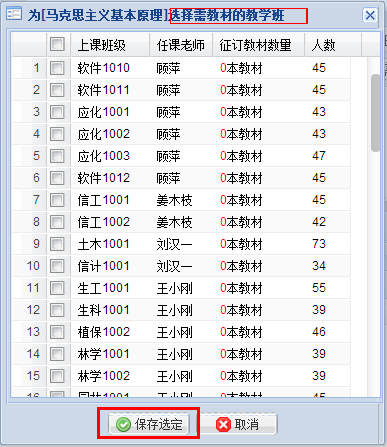 为[马克思主义基本原理]选择需教材的教学班
上课班级 任课老师 征订教材数量 人数
1 软件1010 顾萍 0本教材 45
2 软件1011 顾萍 0本教材 45
3 应化1001 顾萍 0本教材 43
4 应化1002 顾萍 0本教材 43
5 应化1003 顾萍 0本教材 47
6 软件1012 顾萍 0本教材 45
7 信工1001 姜木枝 0本教材 45
8 信工1002 姜木枝 0本教材 42
9 土木1001 刘汉一 0本教材 73
10 信计1001 刘汉一 0本教材 34
11 生工1001 王小刚 0本教材 55
12 生科1001 王小刚 0本教材 39
13 植保1002 王小刚 0本教材 46
14 林学1001 王小刚 0本教材 39
15 林学1002 王小刚 0本教材 39
保存选定 取消